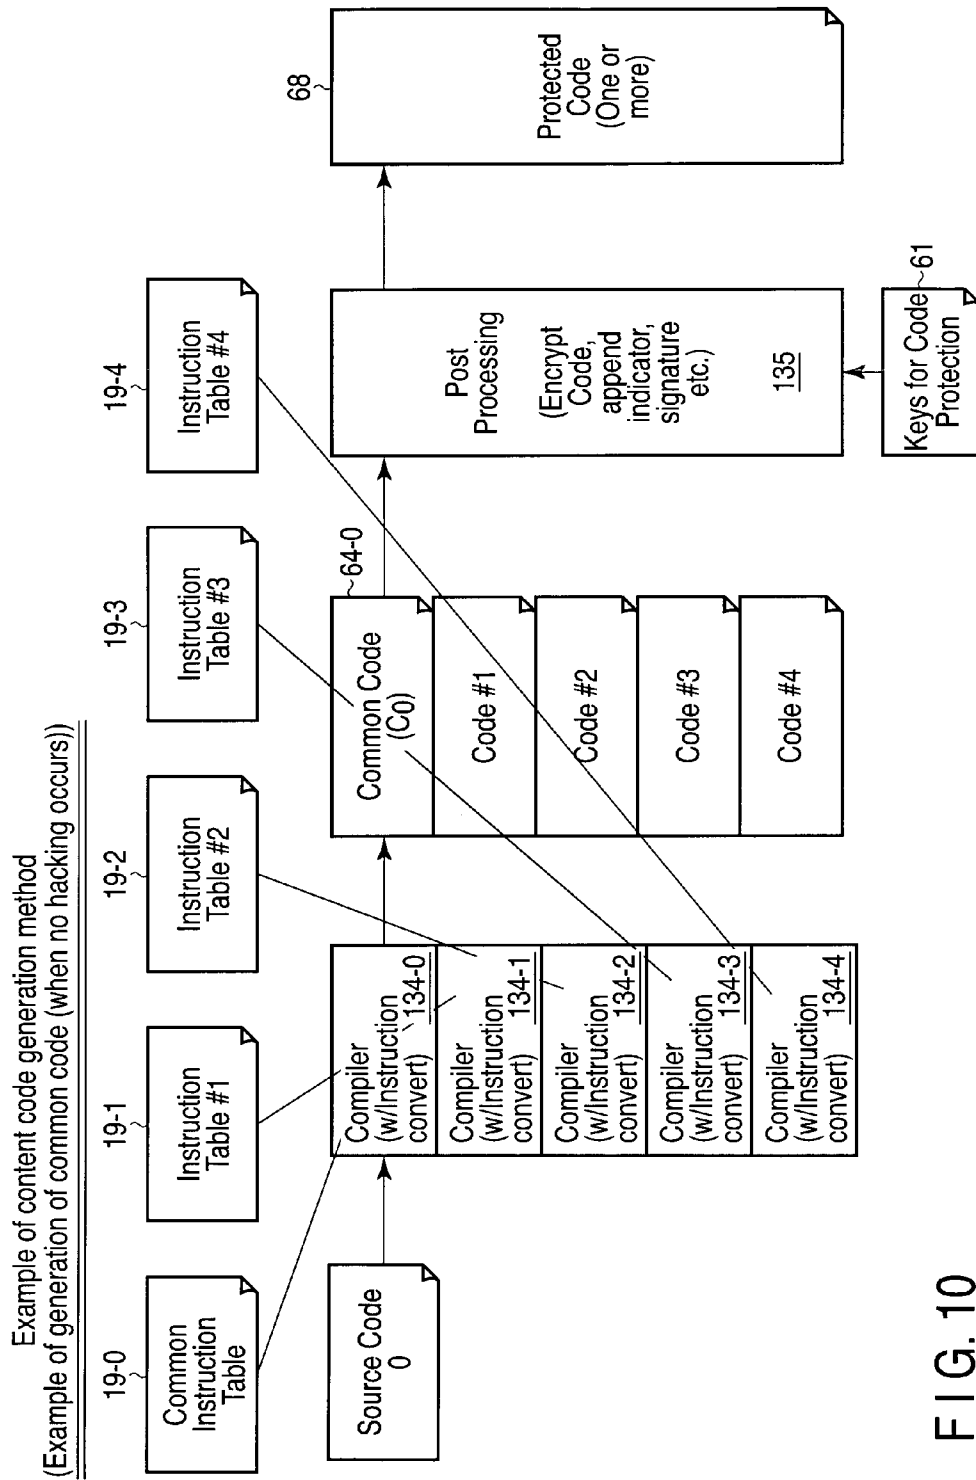 Example of content code generation method
(Example of generation of common code (when no hacking occurs))
19-0
Common
Instruction
Table
19-1
Instruction
Table #1
19-2
Instruction
Table #2
19-3
Instruction
Table #3
19-4
Instruction
Table #4
Source Code
0
Compiler
(w/Instruction
convert) 134-0
Compiler
(w/Instruction
convert) 134-1
Compiler
(w/Instruction
convert) 134-2
Compiler
(w/Instruction
convert) 134-3
Compiler
(w/Instruction
convert) 134-4
64-0
Common Code
(C0)
Code #1
Code #2
Code #3
Code #4
Post
Processing
(Encrypt
Code,
append
indicator,
signature
etc.)
135
68
Protected
Code
(One or
more)
61
Keys for Code
Protection
FIG. 10